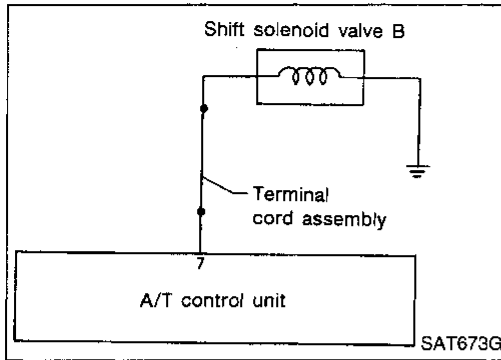 Shift solenoid valve B
Terminal
cord assembly
7
A/T control unit
SAT673G